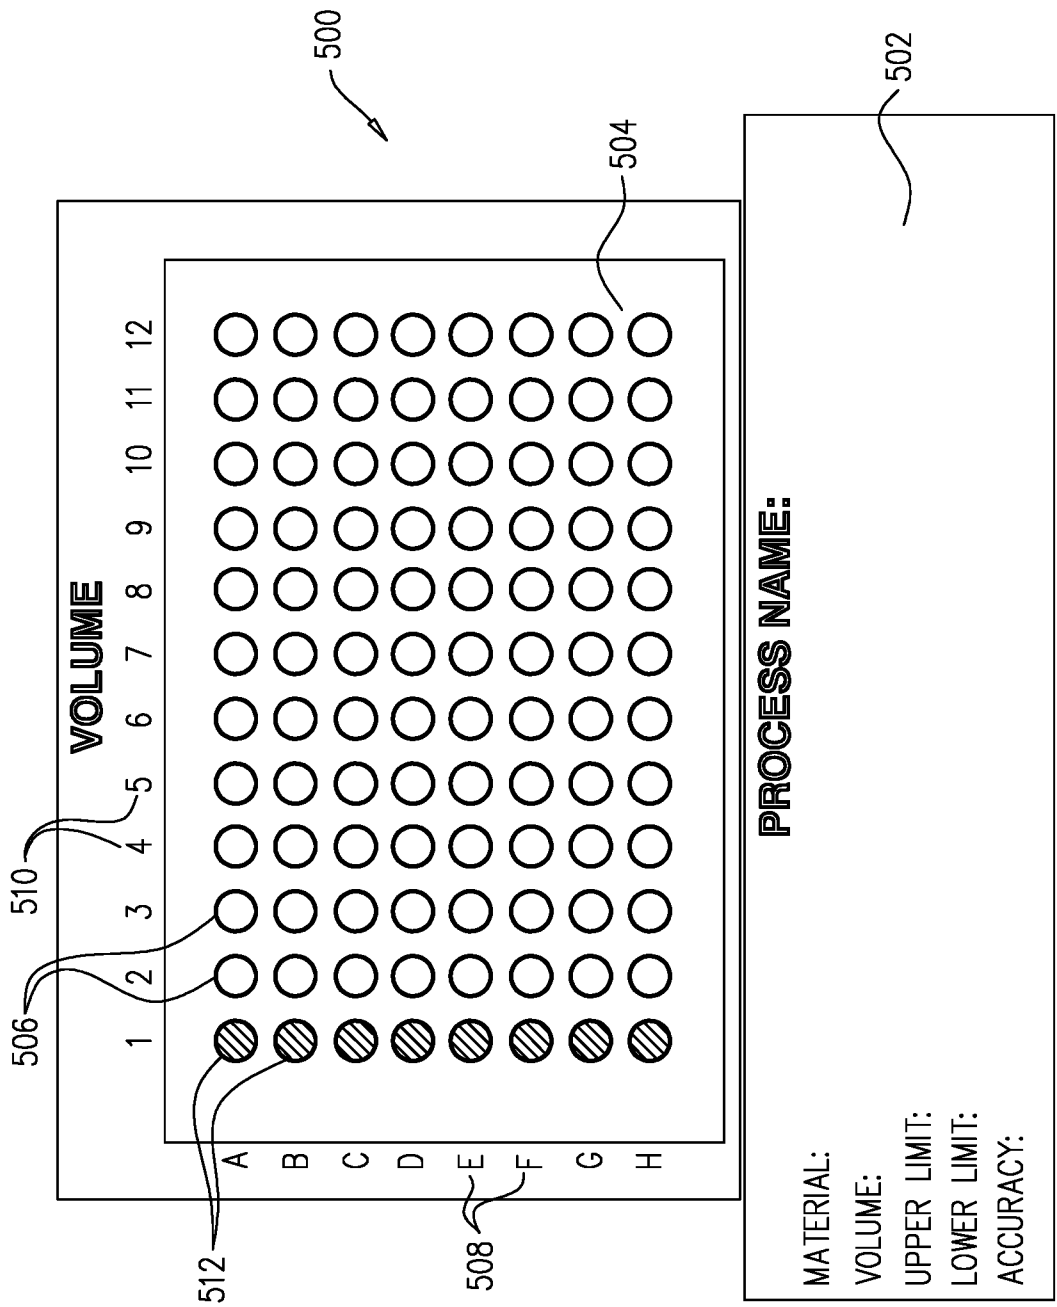 500
VOLUME
510
506
1 2 3 4 5 6 7 8 9 10 11 12
512
A
B
C
D
E
F
G
H
508
504
PROCESS NAME:
502
MATERIAL:
VOLUME:
UPPER LIMIT:
LOWER LIMIT:
ACCURACY: